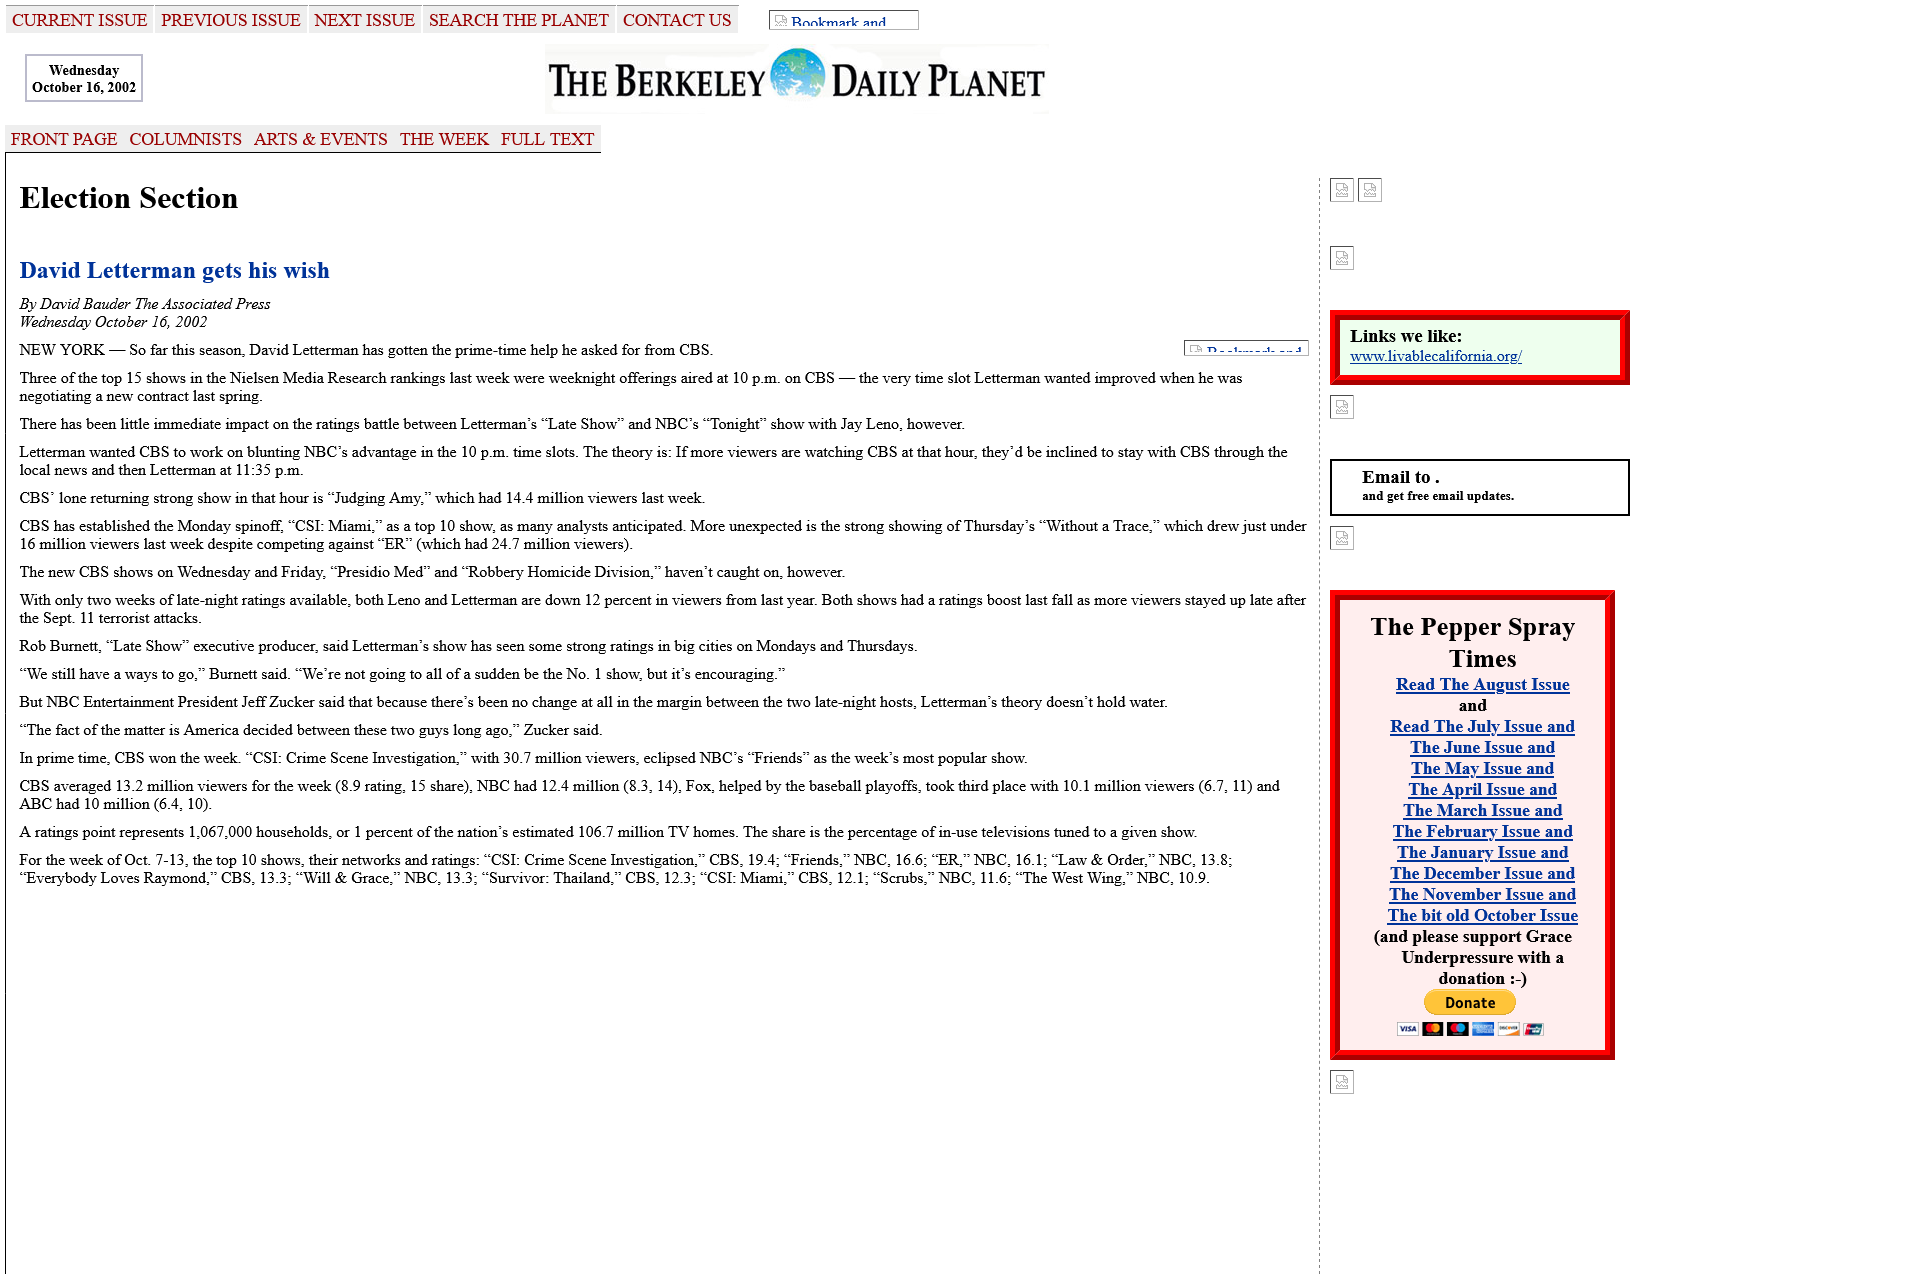 CURRENT ISSUE PREVIOUS ISSUE NEXT ISSUE SEARCH THE PLANET CONTACT US Bookmark and
Wednesday
October 16, 2002
THE BERKELEY DAILY PLANET
FRONT PAGE COLUMNISTS ARTS & EVENTS THE WEEK FULL TEXT
Election Section
David Letterman gets his wish
By David Bauder The Associated Press
Wednesday October 16, 2002
Bookmark and
NEW YORK — So far this season, David Letterman has gotten the prime-time help he asked for from CBS.
Three of the top 15 shows in the Nielsen Media Research rankings last week were weeknight offerings aired at 10 p.m. on CBS — the very time slot Letterman wanted improved when he was
negotiating a new contract last spring.
There has been little immediate impact on the ratings battle between Letterman’s “Late Show” and NBC’s “Tonight” show with Jay Leno, however.
Letterman wanted CBS to work on blunting NBC’s advantage in the 10 p.m. time slots. The theory is: If more viewers are watching CBS at that hour, they’d be inclined to stay with CBS through the
local news and then Letterman at 11:35 p.m.
CBS’ lone returning strong show in that hour is “Judging Amy,” which had 14.4 million viewers last week.
CBS has established the Monday spinoff, “CSI: Miami,” as a top 10 show, as many analysts anticipated. More unexpected is the strong showing of Thursday’s “Without a Trace,” which drew just under
16 million viewers last week despite competing against “ER” (which had 24.7 million viewers).
The new CBS shows on Wednesday and Friday, “Presidio Med” and “Robbery Homicide Division,” haven’t caught on, however.
With only two weeks of late-night ratings available, both Leno and Letterman are down 12 percent in viewers from last year. Both shows had a ratings boost last fall as more viewers stayed up late after
the Sept. 11 terrorist attacks.
Rob Burnett, “Late Show” executive producer, said Letterman’s show has seen some strong ratings in big cities on Mondays and Thursdays.
“We still have a ways to go,” Burnett said. “We’re not going to all of a sudden be the No. 1 show, but it’s encouraging.”
But NBC Entertainment President Jeff Zucker said that because there’s been no change at all in the margin between the two late-night hosts, Letterman’s theory doesn’t hold water.
“The fact of the matter is America decided between these two guys long ago,” Zucker said.
In prime time, CBS won the week. “CSI: Crime Scene Investigation,” with 30.7 million viewers, eclipsed NBC’s “Friends” as the week’s most popular show.
CBS averaged 13.2 million viewers for the week (8.9 rating, 15 share), NBC had 12.4 million (8.3, 14), Fox, helped by the baseball playoffs, took third place with 10.1 million viewers (6.7, 11) and
ABC had 10 million (6.4, 10).
A ratings point represents 1,067,000 households, or 1 percent of the nation’s estimated 106.7 million TV homes. The share is the percentage of in-use televisions tuned to a given show.
For the week of Oct. 7-13, the top 10 shows, their networks and ratings: “CSI: Crime Scene Investigation,” CBS, 19.4; “Friends,” NBC, 16.6; “ER,” NBC, 16.1; “Law & Order,” NBC, 13.8;
“Everybody Loves Raymond,” CBS, 13.3; “Will & Grace,” NBC, 13.3; “Survivor: Thailand,” CBS, 12.3; “CSI: Miami,” CBS, 12.1; “Scrubs,” NBC, 11.6; “The West Wing,” NBC, 10.9.
Links we like:
www.livablecalifornia.org/
Email to .
and get free email updates.
The Pepper Spray
Times
Read The August Issue
and
Read The July Issue and
The June Issue and
The May Issue and
The April Issue and
The March Issue and
The February Issue and
The January Issue and
The December Issue and
The November Issue and
The bit old October Issue
(and please support Grace
Underpressure with a
donation :-)
Donate
VISA